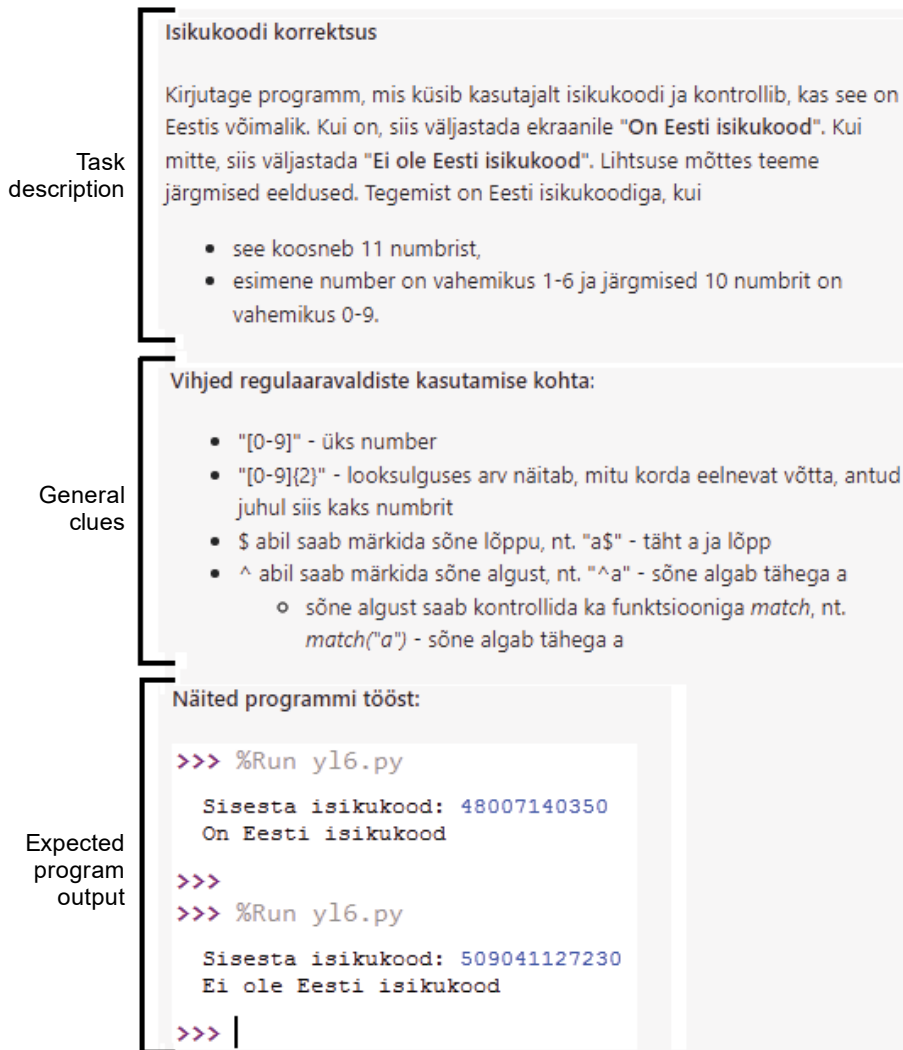 Isikukoodi korrektsus
Kirjutage programm, mis küsib kasutajalt isikukoodi ja kontrollib, kas see on
Eestis võimalik. Kui on, siis väljastada ekraanile "On Eesti isikukood". Kui
mitte, siis väljastada "Ei ole Eesti isikukood". Lihtsuse mõttes teeme
järgmised eeldused. Tegemist on Eesti isikukoodiga, kui
• see koosneb 11 numbrist,
• esimene number on vahemikus 1-6 ja järgmised 10 numbrit on
vahemikus 0-9.
Task
description
Vihjed regulaaravaldiste kasutamise kohta:
• "[0-9]" - üks number
• "[0-9]{2}" - looksulguses arv näitab, mitu korda eelnevat võtta, antud
juhul siis kaks numbrit
• $ abil saab märkida sõne lõppu, nt. "a$" - täht a ja lõpp
• ^ abil saab märkida sõne algust, nt. "^a" - sõne algab tähega a
o sõne algust saab kontrollida ka funktsiooniga match, nt.
match("a") - sõne algab tähega a
General
clues
Näited programmi tööst:
>>> %Run yl6.py
Sisesta isikukood: 48007140350
On Eesti isikukood
>>>
>>> %Run yl6.py
Sisesta isikukood: 509041127230
Ei ole Eesti isikukood
>>>
Expected
program
output